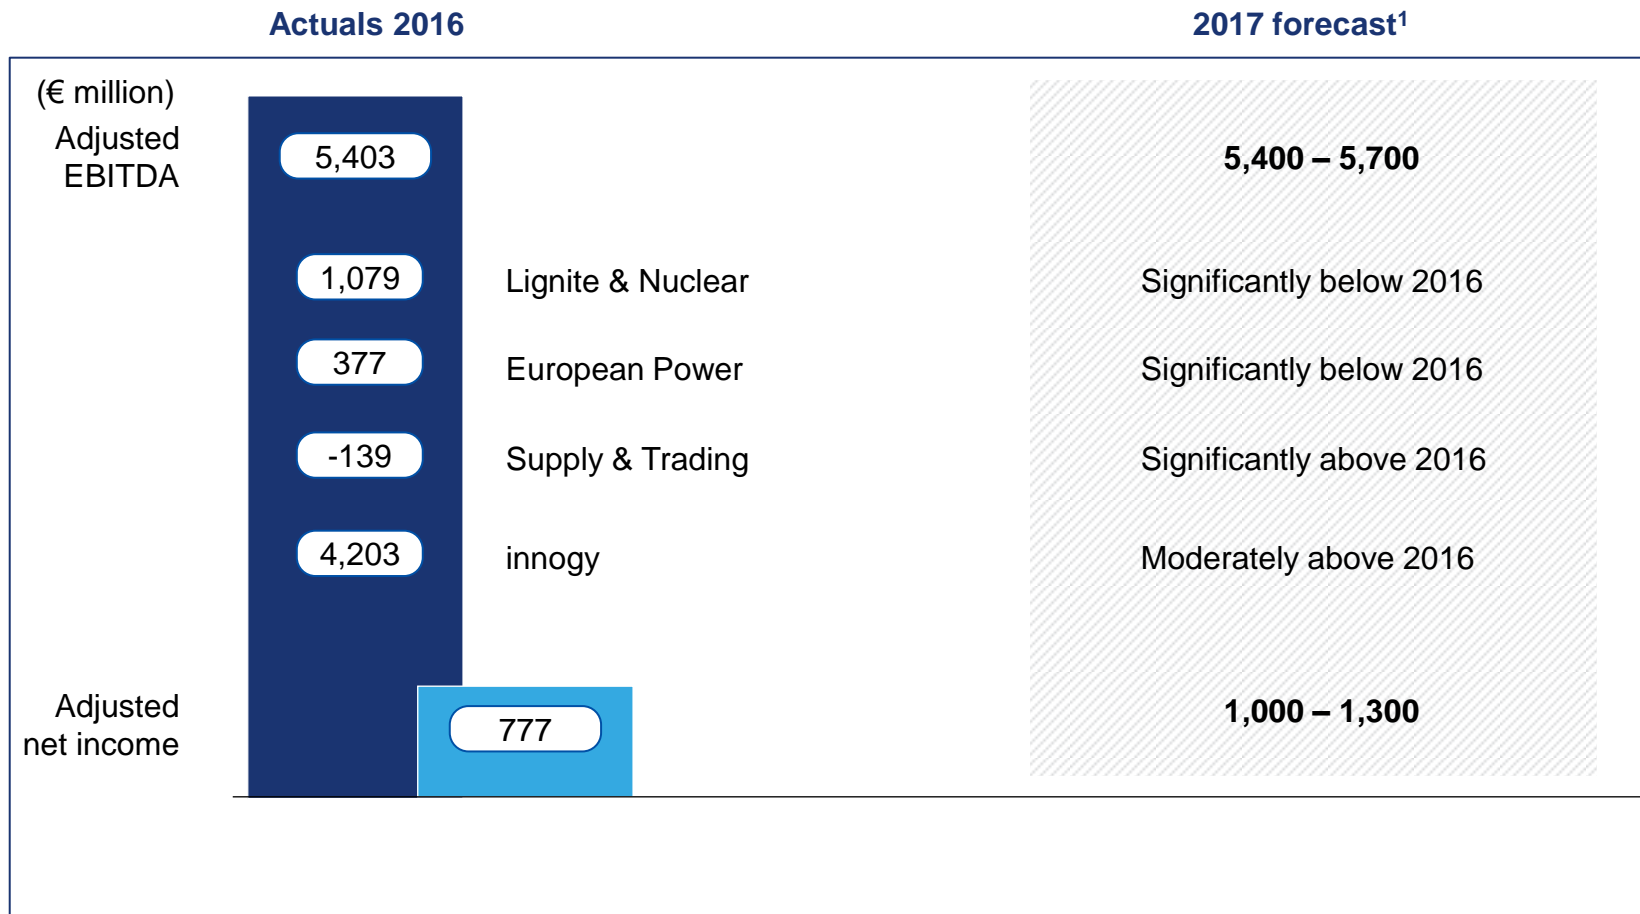 Actuals 2016
2017 forecast¹
(€ million)
Adjusted
EBITDA
5,403
5,400 – 5,700
1,079
Lignite & Nuclear
Significantly below 2016
377
European Power
Significantly below 2016
-139
Supply & Trading
Significantly above 2016
4,203
innogy
Moderately above 2016
Adjusted
net income
777
1,000 – 1,300